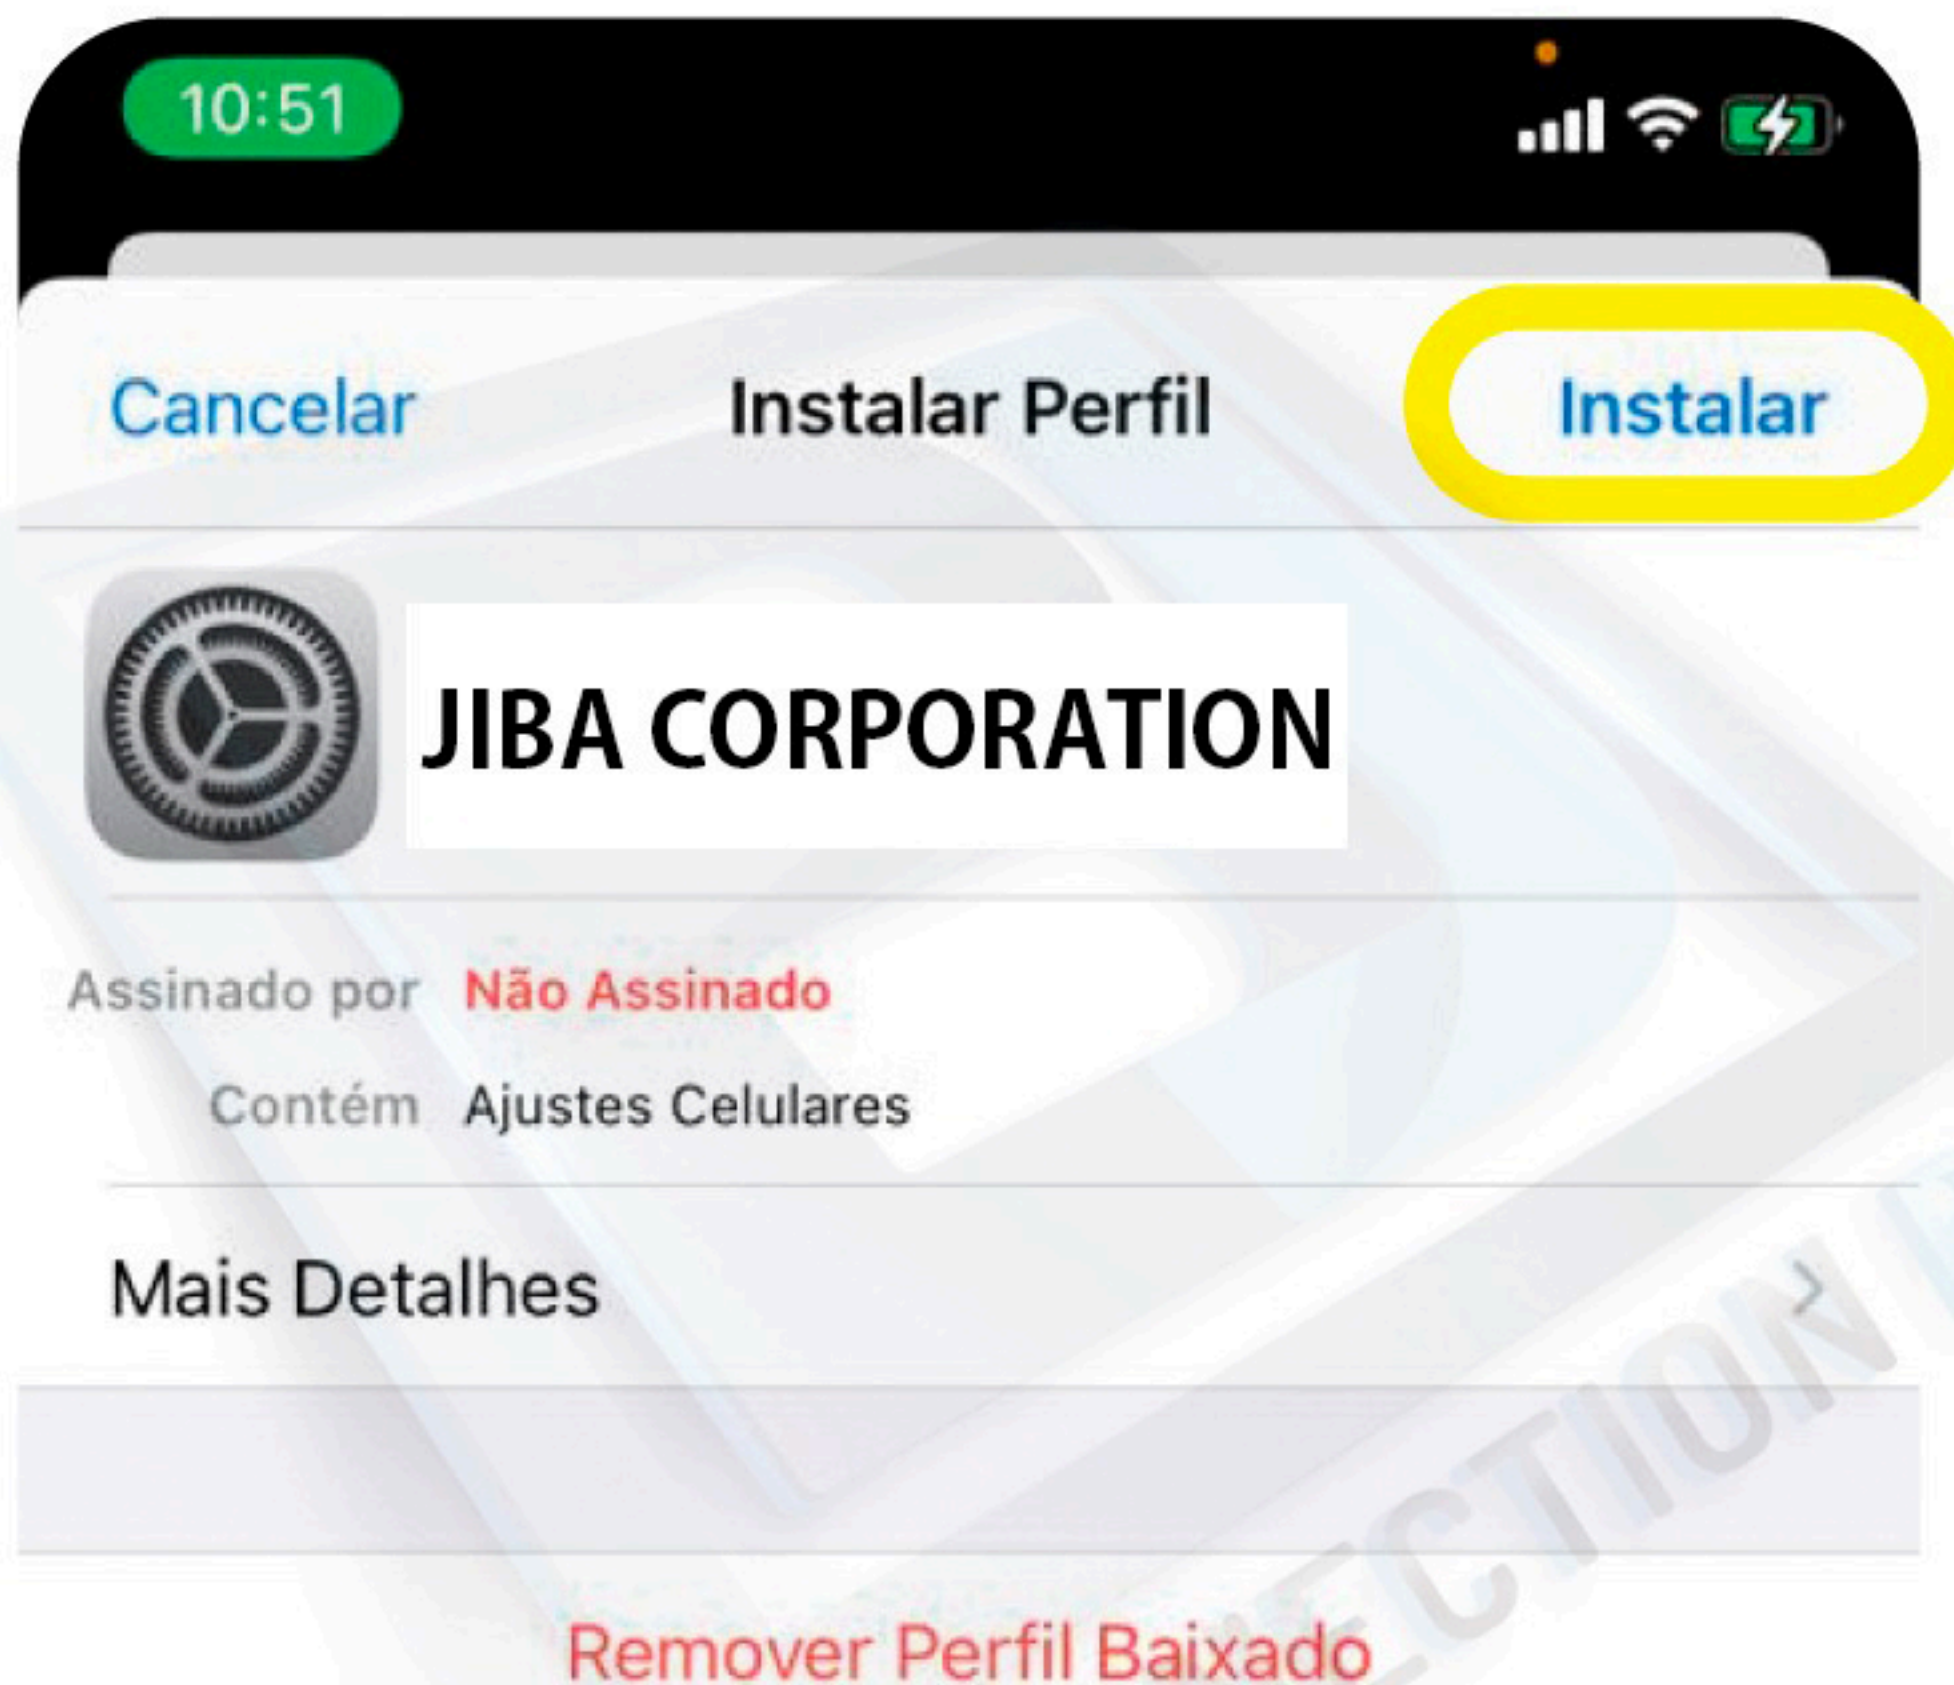 10:51
Cancelar Instalar Perfil Instalar
JIBA CORPORATION
Assinado por Não Assinado
Contém Ajustes Celulares
Mais Detalhes
Remover Perfil Baixado